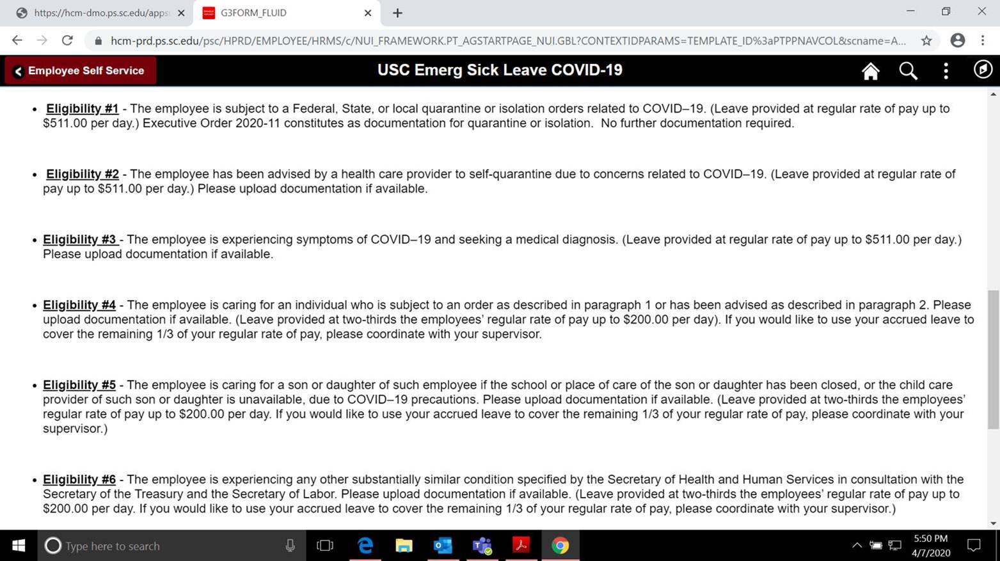 https://hcm-dmo.ps.sc.edu/apps
G3FORM_FLUID
hcm-prd.ps.sc.edu/psc/HPRD/EMPLOYEE/HRMS/c/NUI_FRAMEWORK.PT_AGSTARTPAGE_NUI.GBL?CONTEXTIDPARAMS=TEMPLATE_ID%3aPTPPNAVCOL&scname=A...
Employee Self Service
USC Emerg Sick Leave COVID-19
• Eligibility #1 - The employee is subject to a Federal, State, or local quarantine or isolation orders related to COVID–19. (Leave provided at regular rate of pay up to
$511.00 per day.) Executive Order 2020-11 constitutes as documentation for quarantine or isolation.  No further documentation required.
• Eligibility #2 - The employee has been advised by a health care provider to self-quarantine due to concerns related to COVID–19. (Leave provided at regular rate of
pay up to $511.00 per day.) Please upload documentation if available.
• Eligibility #3 - The employee is experiencing symptoms of COVID–19 and seeking a medical diagnosis. (Leave provided at regular rate of pay up to $511.00 per day.)
Please upload documentation if available.
• Eligibility #4 - The employee is caring for an individual who is subject to an order as described in paragraph 1 or has been advised as described in paragraph 2. Please
upload documentation if available. (Leave provided at two-thirds the employees’ regular rate of pay up to $200.00 per day). If you would like to use your accrued leave to
cover the remaining 1/3 of your regular rate of pay, please coordinate with your supervisor.
• Eligibility #5 - The employee is caring for a son or daughter of such employee if the school or place of care of the son or daughter has been closed, or the child care
provider of such son or daughter is unavailable, due to COVID–19 precautions. Please upload documentation if available. (Leave provided at two-thirds the employees’
regular rate of pay up to $200.00 per day. If you would like to use your accrued leave to cover the remaining 1/3 of your regular rate of pay, please coordinate with your
supervisor.)
• Eligibility #6 - The employee is experiencing any other substantially similar condition specified by the Secretary of Health and Human Services in consultation with the
Secretary of the Treasury and the Secretary of Labor. Please upload documentation if available. (Leave provided at two-thirds the employees’ regular rate of pay up to
$200.00 per day. If you would like to use your accrued leave to cover the remaining 1/3 of your regular rate of pay, please coordinate with your supervisor.)
Type here to search
5:50 PM
4/7/2020